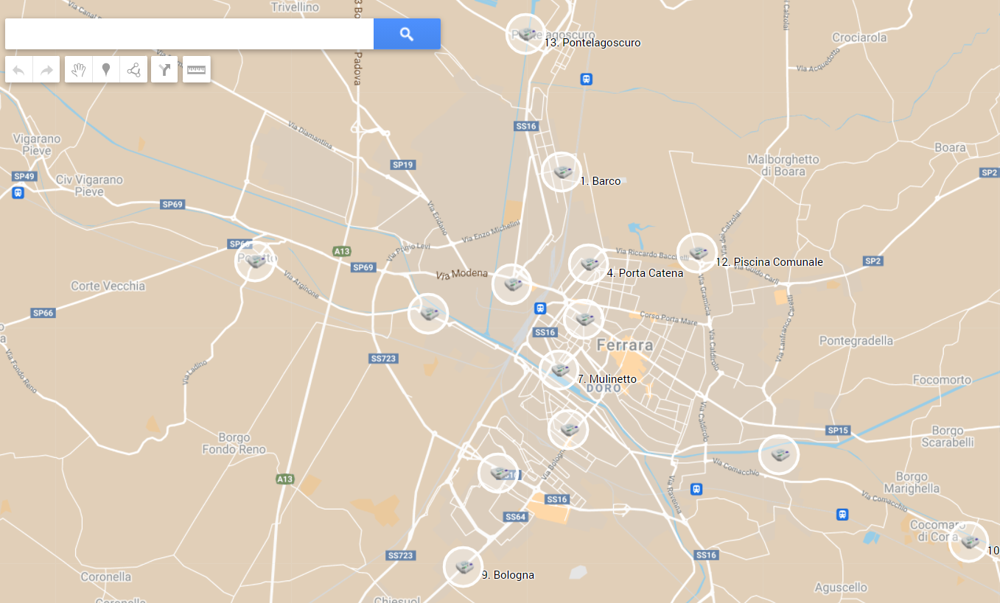 Trivellino
Via Canal
3 Bo
Padova
Via Calzolai
Crociarola
Via Acquedotto
Pontelagoscuro
13. Pontelagoscuro
SS16
Via Diamantina
Vigarano
Pieve
SP49
Civ Vigarano
Pieve
SP19
SP69
1. Barco
Boara
Malborghetto
di Boara
SP2
Via Eridano
Via Enzo Michelini
Via Primo Levi
A13
SP69
Via Modena
4. Porta Catena
12. Piscina Comunale
Via dei Calzolai
Via Guido Carli
SP2
Corte Vecchia
Via Arginone
SP66
Via Gramicia
Via Lanfranco Caretti
Corso Porta Mare
SS16
Ferrara
Via Caldirolo
Pontegradella
Via Fondo Reno
Via Ladino
SS723
7. Mulinetto
DORO
Focomorto
Via Caldirolo
SP15
Borgo
Scarabelli
Borgo
Fondo Reno
Via Bologna
Via Comacchio
A13
Via Ravenna
Borgo
Marighella
SS16
SS64
Via Comacchio
Cocomaro
di Cona
10
SS723
SS16
9. Bologna
Coronella
Coronella
Aguscello
Chiesuol